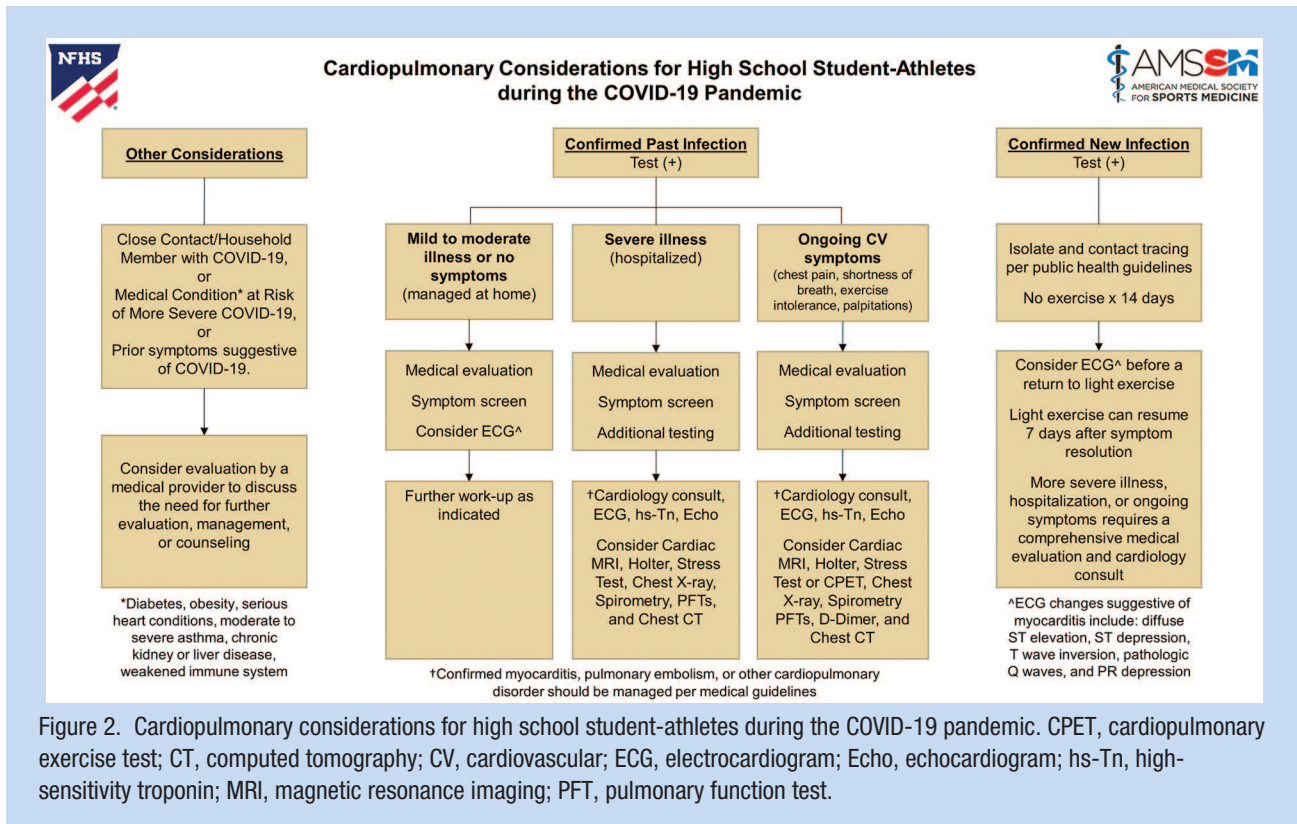 NFHS
Cardiopulmonary Considerations for High School Student-Athletes
during the COVID-19 Pandemic
AMSSM
AMERICAN MEDICAL SOCIETY
FOR SPORTS MEDICINE
Other Considerations
Close Contact/Household
Member with COVID-19,
or
Medical Condition* at Risk
of More Severe COVID-19,
or
Prior symptoms suggestive
of COVID-19.
Consider evaluation by a
medical provider to discuss
the need for further
evaluation, management,
or counseling
*Diabetes, obesity, serious
heart conditions, moderate to
severe asthma, chronic
kidney or liver disease,
weakened immune system
Confirmed Past Infection
Test (+)
Mild to moderate
illness or no
symptoms
(managed at home)
Medical evaluation
Symptom screen
Consider ECG^
Further work-up as
indicated
Severe illness
(hospitalized)
Medical evaluation
Symptom screen
Additional testing
†Cardiology consult,
ECG, hs-Tn, Echo
Consider Cardiac
MRI, Holter, Stress
Test, Chest X-ray,
Spirometry, PFTs,
and Chest CT
Ongoing CV
symptoms
(chest pain, shortness of
breath, exercise
intolerance, palpitations)
Medical evaluation
Symptom screen
Additional testing
†Cardiology consult,
ECG, hs-Tn, Echo
Consider Cardiac
MRI, Holter, Stress
Test or CPET, Chest
X-ray, Spirometry
PFTs, D-Dimer, and
Chest CT
†Confirmed myocarditis, pulmonary embolism, or other cardiopulmonary
disorder should be managed per medical guidelines
Confirmed New Infection
Test (+)
Isolate and contact tracing
per public health guidelines
No exercise x 14 days
Consider ECG^ before a
return to light exercise
Light exercise can resume
7 days after symptom
resolution
More severe illness,
hospitalization, or ongoing
symptoms requires a
comprehensive medical
evaluation and cardiology
consult
^ECG changes suggestive of
myocarditis include: diffuse
ST elevation, ST depression,
T wave inversion, pathologic
Q waves, and PR depression
Figure 2. Cardiopulmonary considerations for high school student-athletes during the COVID-19 pandemic. CPET, cardiopulmonary
exercise test; CT, computed tomography; CV, cardiovascular; ECG, electrocardiogram; Echo, echocardiogram; hs-Tn, high-
sensitivity troponin; MRI, magnetic resonance imaging; PFT, pulmonary function test.